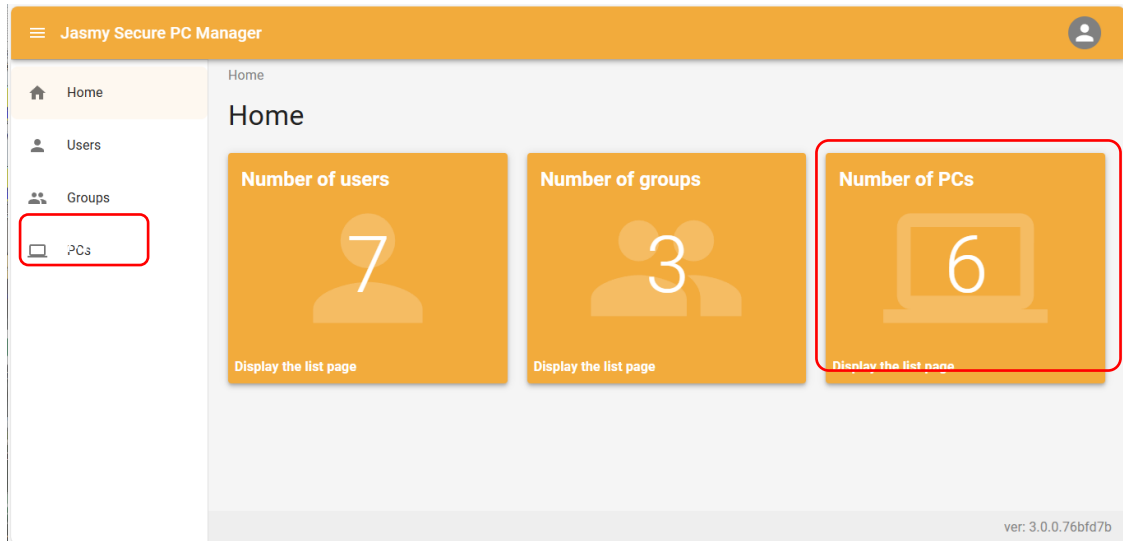 Jasmy Secure PC Manager
Home
Users
Groups
PCs
Home
Home
Number of users
7
Display the list page
Number of groups
3
Display the list page
Number of PCs
6
Display the list page
ver: 3.0.0.76bfd7b